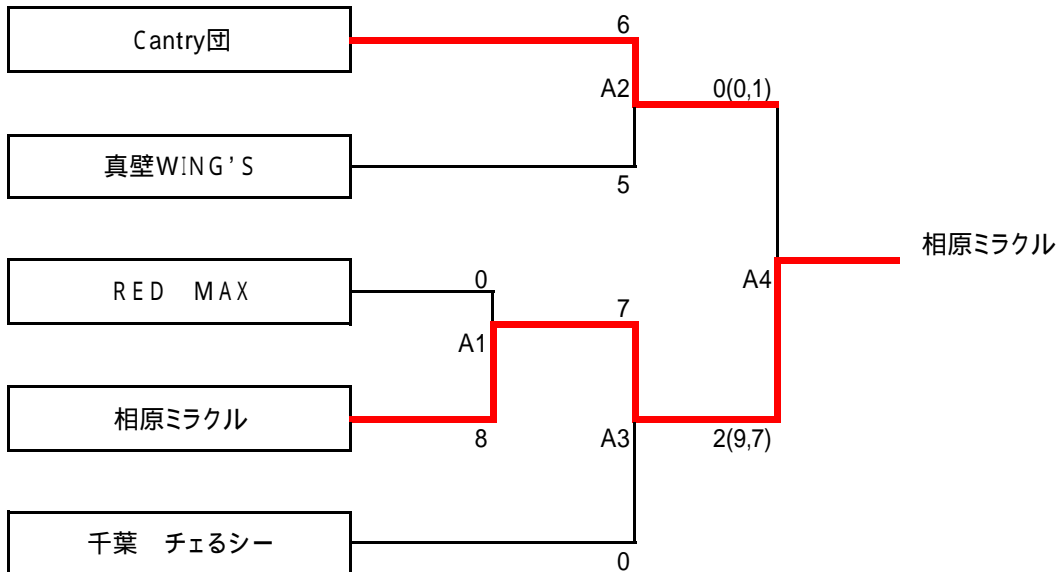 6
Cantry団
A2
0(0,1)
真壁WING'S
5
相原ミラクル
RED　MAX
0
A4
7
A1
相原ミラクル
8
A3
2(9,7)
千葉　チェるシー
0